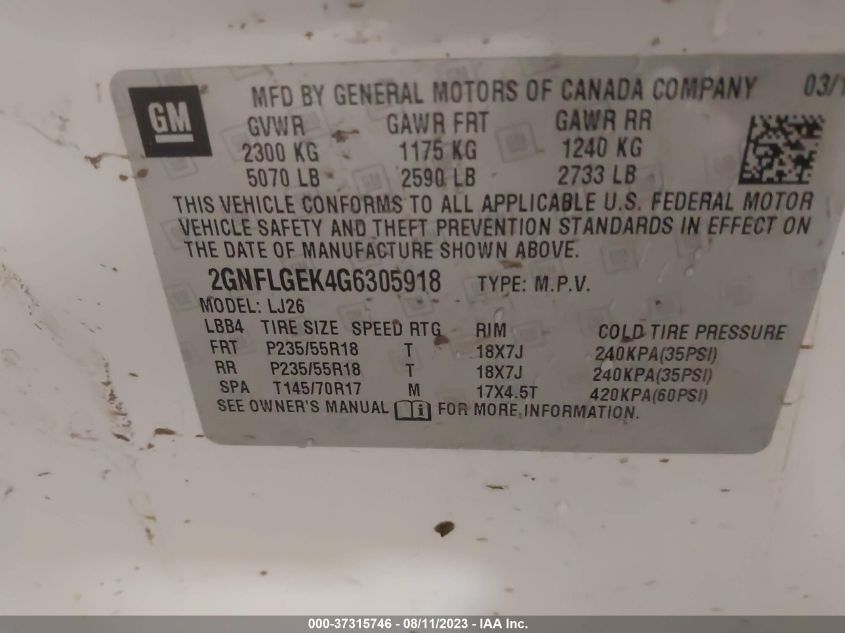 GM
MFD BY GENERAL MOTORS OF CANADA COMPANY 03/1
GVWR GAWR FRT GAWR RR
2300 KG 1175 KG 1240 KG
5070 LB 2590 LB 2733 LB
THIS VEHICLE CONFORMS TO ALL APPLICABLE U.S. FEDERAL MOTOR
VEHICLE SAFETY AND THEFT PREVENTION STANDARDS IN EFFECT ON
THE DATE OF MANUFACTURE SHOWN ABOVE.
2GNFLGEK4G6305918 TYPE: M.P.V.
MODEL: LJ26
LBB4 TIRE SIZE SPEED RTG RIM COLD TIRE PRESSURE
FRT P235/55R18 T 18X7J 240KPA(35PSI)
RR P235/55R18 T 18X7J 240KPA(35PSI)
SPA T145/70R17 M 17X4.5T 420KPA(60PSI)
SEE OWNER'S MANUAL i FOR MORE INFORMATION.
000-37315746 - 08/11/2023 - IAA Inc.